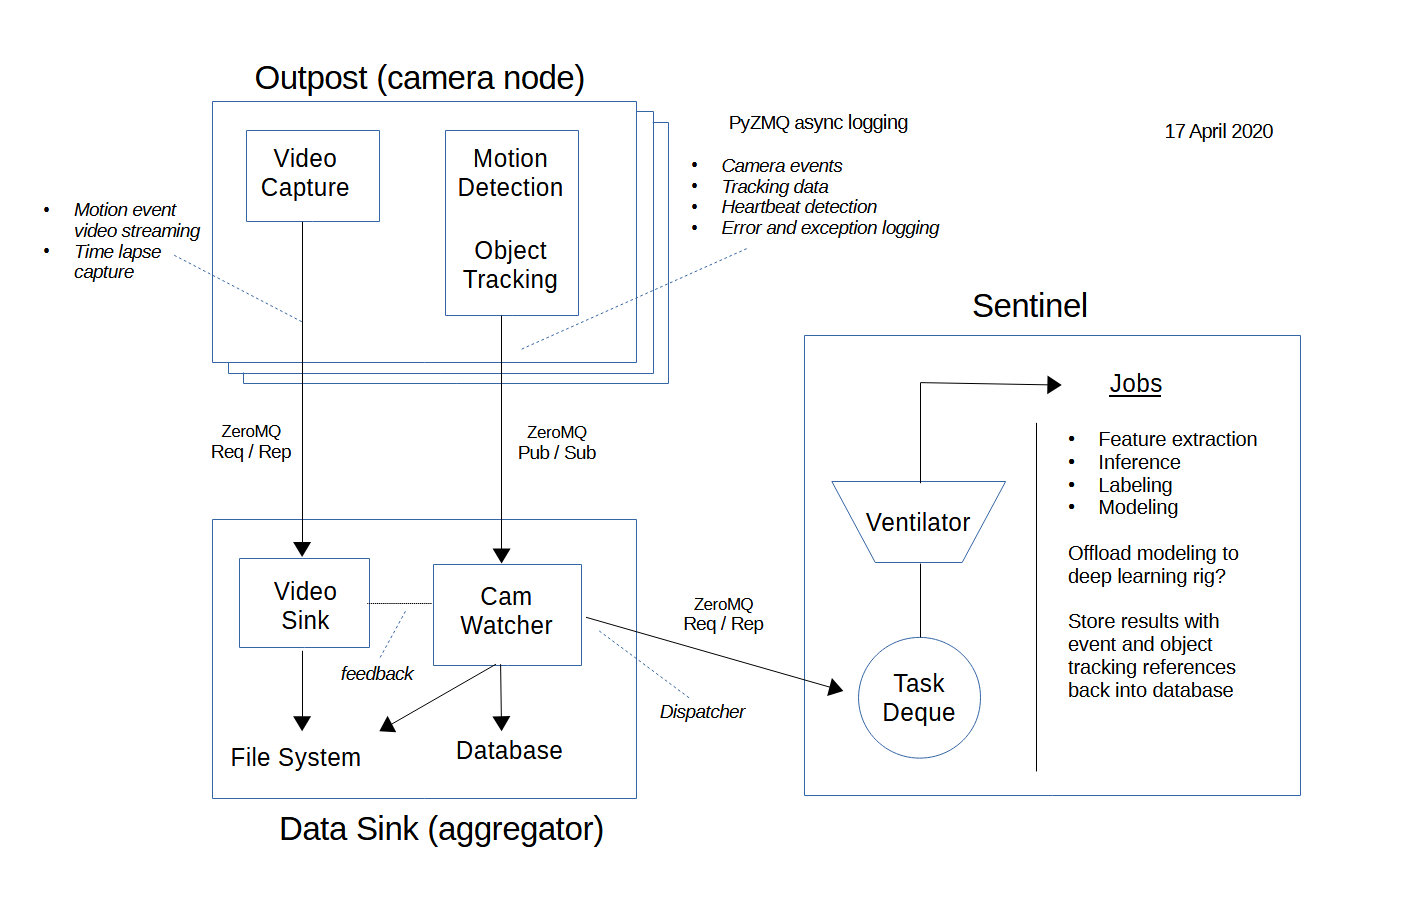 Outpost (camera node)
17 April 2020
Video
Capture
Motion
Detection
Object
Tracking
PyZMQ async logging
• Camera events
• Tracking data
• Heartbeat detection
• Error and exception logging
• Motion event
video streaming
• Time lapse
capture
ZeroMQ
Req / Rep
ZeroMQ
Pub / Sub
Video
Sink
Cam
Watcher
feedback
File System
Database
Data Sink (aggregator)
ZeroMQ
Req / Rep
Dispatcher
Sentinel
Ventilator
Task
Deque
Jobs
• Feature extraction
• Inference
• Labeling
• Modeling
Offload modeling to
deep learning rig?
Store results with
event and object
tracking references
back into database